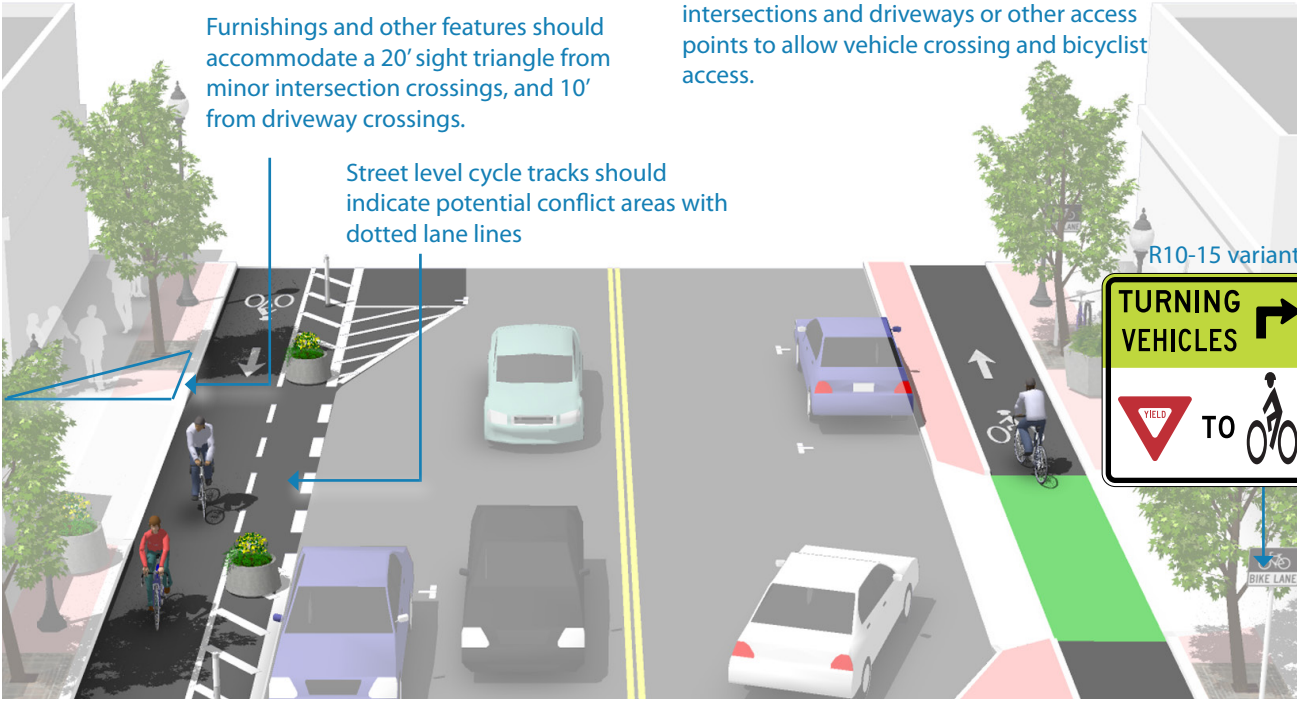 Furnishings and other features should
accommodate a 20’ sight triangle from
minor intersection crossings, and 10’
from driveway crossings.
intersections and driveways or other access
points to allow vehicle crossing and bicyclist
access.
Street level cycle tracks should
indicate potential conflict areas with
dotted lane lines
R10-15 variant
TURNING
VEHICLES
YIELD
TO
BIKE LANE